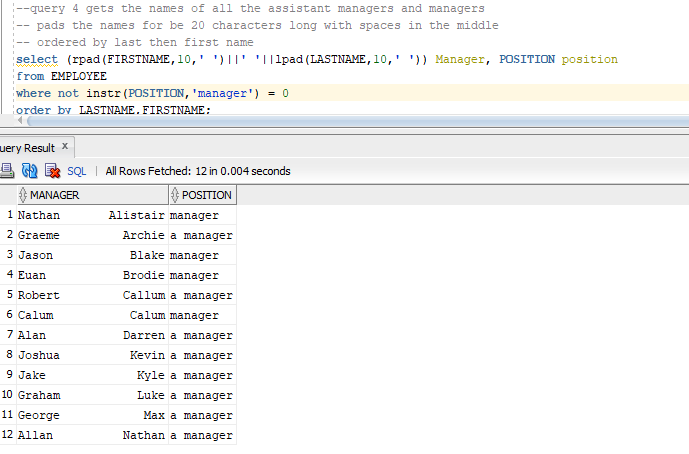 --query 4 gets the names of all the assistant managers and managers
-- pads the names for be 20 characters long with spaces in the middle
-- ordered by last then first name
select (rpad(FIRSTNAME,10,' ')||' '||lpad(LASTNAME,10,' ')) Manager, POSITION position
from EMPLOYEE
where not instr(POSITION,'manager') = 0
order by LASTNAME,FIRSTNAME;
uery Result x
SQL | All Rows Fetched: 12 in 0.004 seconds
MANAGER POSITION
1 Nathan Alistair manager
2 Graeme Archie a manager
3 Jason Blake manager
4 Euan Brodie manager
5 Robert Callum a manager
6 Calum Calum manager
7 Alan Darren a manager
8 Joshua Kevin a manager
9 Jake Kyle a manager
10 Graham Luke a manager
11 George Max a manager
12 Allan Nathan a manager